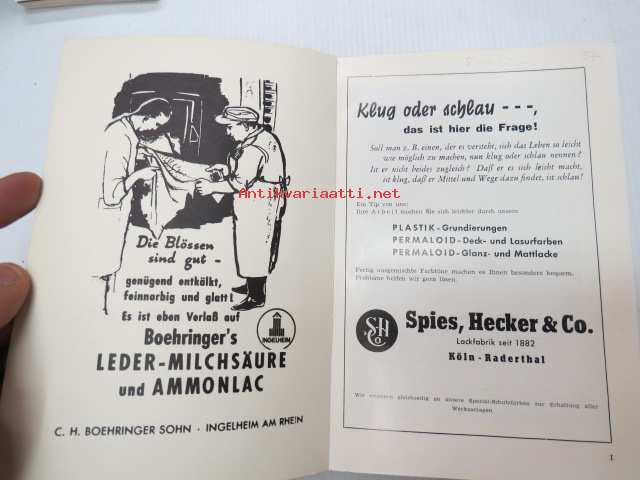 Die Blössen
sind gut -
genügend entkälkt,
feinnarbig und glatt!
Es ist eben Verlaß auf
Boehringer's
INGELHEIM
LEDER-MILCHSÄURE
und AMMONLAC
C. H. BOEHRINGER SOHN · INGELHEIM AM RHEIN
Antikvariaatti.net
Klug oder schlau - - -,
das ist hier die Frage!
Soll man z. B. einen, der es versteht, sich das Leben so leicht
wie möglich zu machen, nun klug oder schlau nennen?
Ist er nicht beides zugleich? Daß er es sich leicht macht,
ist klug, daß er Mittel und Wege dazu findet, ist schlau!
Ein Tip von uns:
Ihre Arbeit machen Sie sich leichter durch unsere
PLASTIK-Grundierungen
PERMALOID-Deck- und Lasurfarben
PERMALOID-Glanz- und Mattlacke
Fertig ausgemischte Farbtöne machen es Ihnen besonders bequem.
Probleme helfen wir gern lösen.
SH Co
Spies, Hecker & Co.
Lackfabrik seit 1882
Köln-Raderthal
Wir erinnern gleichzeitig an unsere Spezial-Schutzfarben zur Erhaltung aller
Werksanlagen.
1